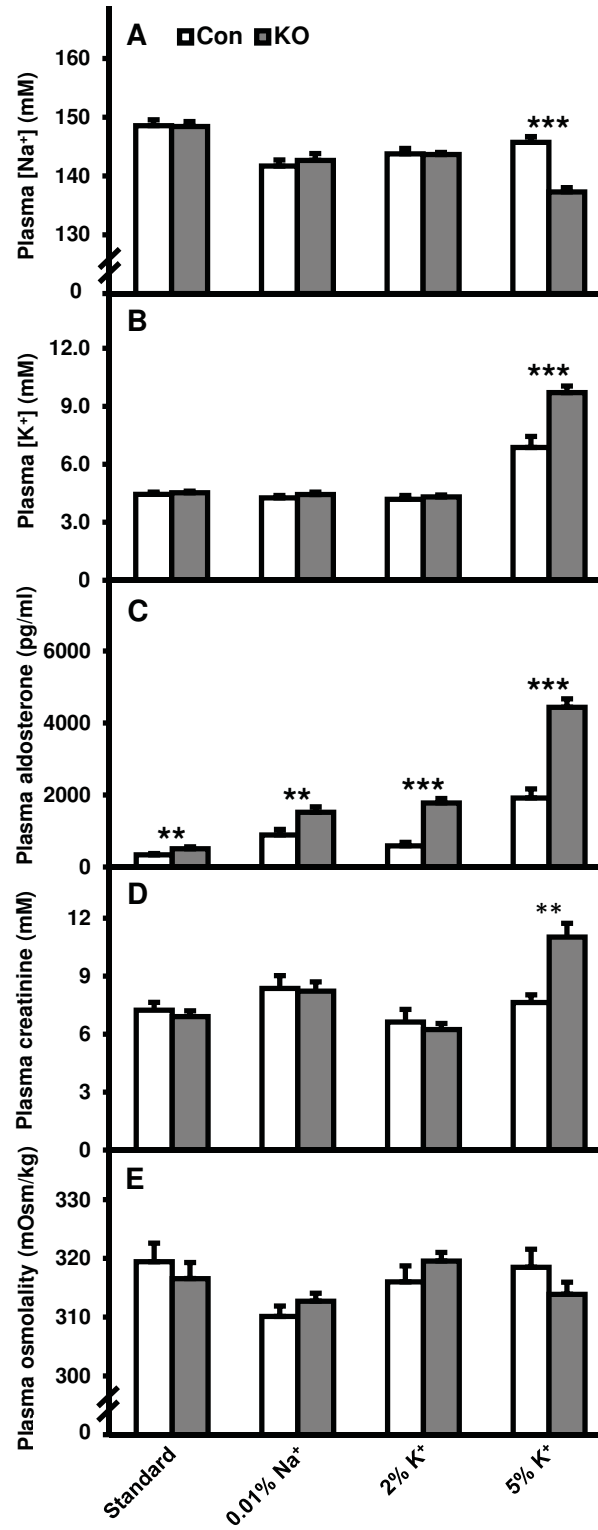 A □Con ■KO
Plasma [Na⁺] (mM)
160
150
140
130
0
***
B
Plasma [K⁺] (mM)
12.0
9.0
6.0
3.0
0
***
C
Plasma aldosterone (pg/ml)
6000
4000
2000
0
**
**
***
***
D
Plasma creatinine (mM)
12
9
6
3
0
**
E
Plasma osmolality (mOsm/kg)
330
320
310
300
0
Standard
0.01% Na⁺
2% K⁺
5% K⁺